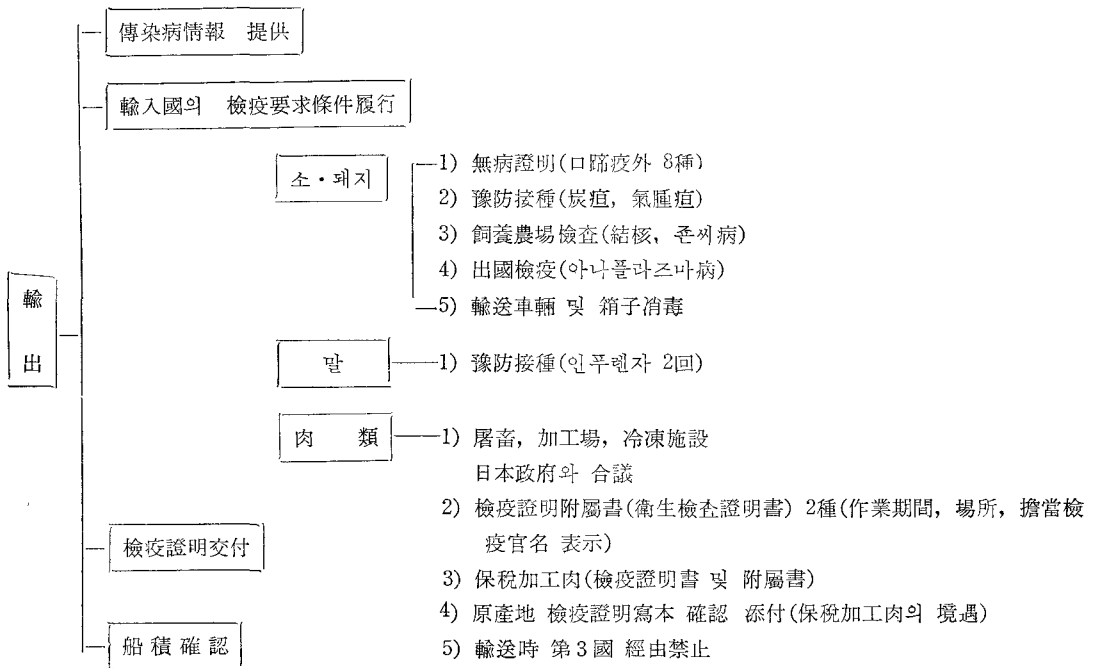 傳染病情報 提供
輸入國의 檢疫要求條件履行
소・돼지
1) 無病證明(口蹄疫外 8種)
2) 豫防接種(炭疽, 氣腫疽)
3) 飼養農場檢査(結核, 죤씨病)
4) 出國檢疫(아나플라즈마病)
5) 輸送車輛 및 箱子消毒
輸
出
말
1) 豫防接種(인푸렌자 2回)
肉 類
1) 屠畜, 加工場, 冷凍施設
日本政府와 合議
2) 檢疫證明附屬書(衛生檢査證明書) 2種(作業期間, 場所, 擔當檢
疫官名 表示)
檢疫證明交付
3) 保稅加工肉(檢疫證明書 및 附屬書)
4) 原產地 檢疫證明寫本 確認 添付(保稅加工肉의 境遇)
船積確認
5) 輸送時 第3國 經由禁止